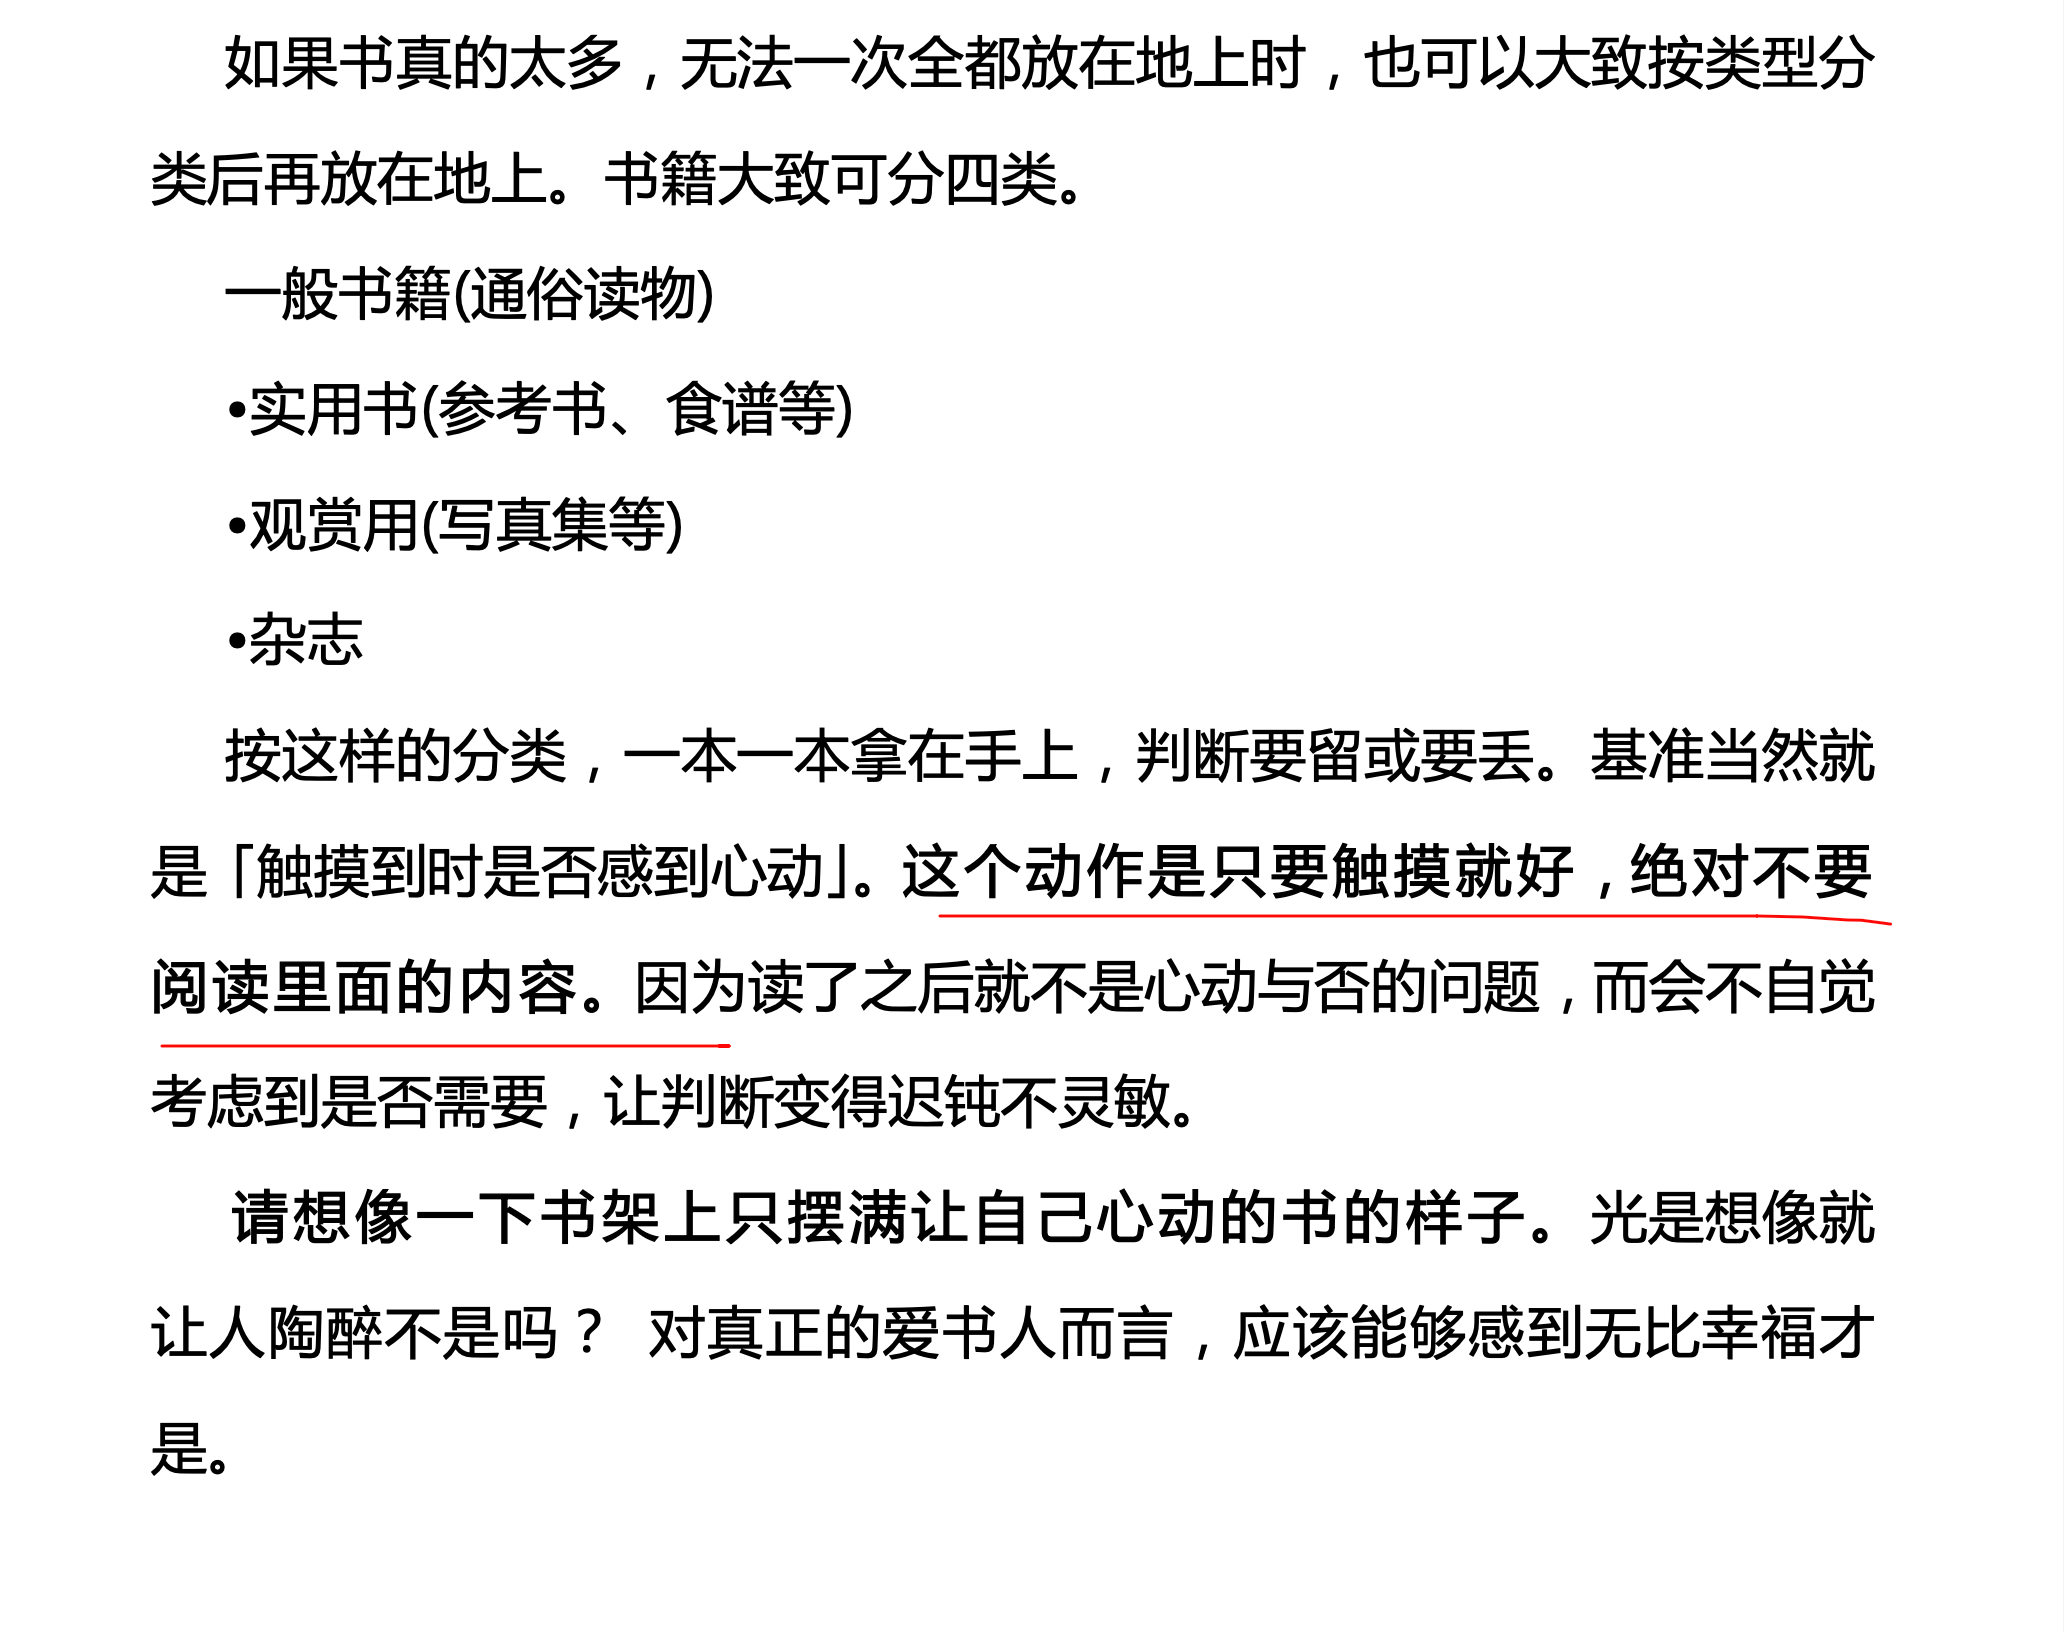 如果书真的太多，无法一次全都放在地上时，也可以大致按类型分
类后再放在地上。书籍大致可分四类。
一般书籍(通俗读物)
•实用书(参考书、食谱等)
•观赏用(写真集等)
•杂志
按这样的分类，一本一本拿在手上，判断要留或要丢。基准当然就
是「触摸到时是否感到心动」。这个动作是只要触摸就好，绝对不要
阅读里面的内容。因为读了之后就不是心动与否的问题，而会不自觉
考虑到是否需要，让判断变得迟钝不灵敏。
请想像一下书架上只摆满让自己心动的书的样子。光是想像就
让人陶醉不是吗？ 对真正的爱书人而言，应该能够感到无比幸福才
是。